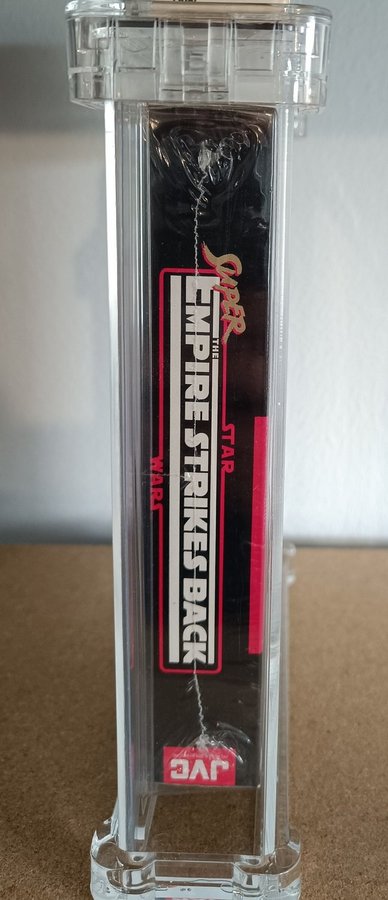 SUPER
STAR
THE
EMPIRE STRIKES BACK
WARS
JVC